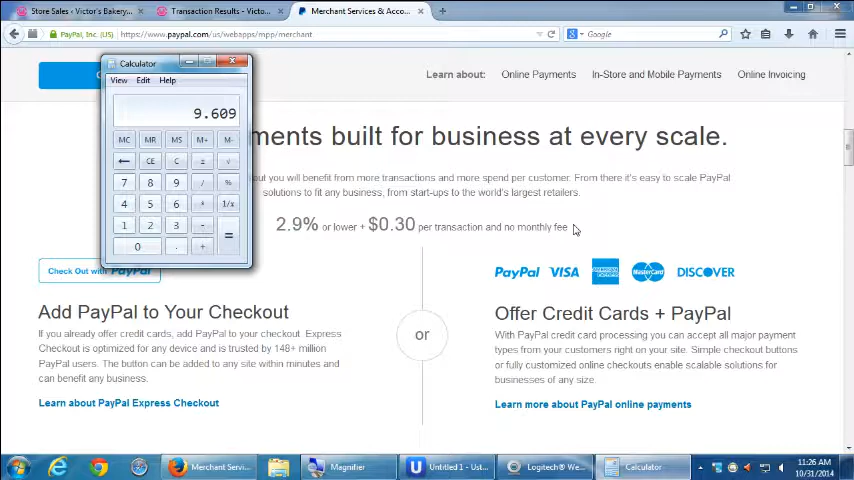 Store Sales ‹ Victor's Bakery...
Transaction Results - Victo...
Merchant Services & Acco...
PayPal, Inc. (US)
https://www.paypal.com/us/webapps/mpp/merchant
Google
Calculator
View Edit Help
9.609
MC MR MS M+ M-
← CE C ± √
7 8 9 / %
4 5 6 * 1/x
1 2 3 - =
0 . +
Learn about: Online Payments In-Store and Mobile Payments Online Invoicing
ments built for business at every scale.
out you will benefit from more transactions and more spend per customer. From there it's easy to scale PayPal
solutions to fit any business, from start-ups to the world's largest retailers.
2.9% or lower + $0.30 per transaction and no monthly fee
Check Out with PayPal
Add PayPal to Your Checkout
If you already offer credit cards, add PayPal to your checkout. Express
Checkout is optimized for any device and is trusted by 148+ million
PayPal users. The button can be added to any site within minutes and
can benefit any business.
Learn about PayPal Express Checkout
or
PayPal VISA AMERICAN EXPRESS MasterCard DISCOVER
Offer Credit Cards + PayPal
With PayPal credit card processing you can accept all major payment
types from your customers right on your site. Simple checkout buttons
or fully customized online checkouts enable scalable solutions for
businesses of any size.
Learn more about PayPal online payments
Merchant Servi...
Magnifier
Untitled 1 - Ust...
Logitech® We...
Calculator
11:26 AM
10/31/2014